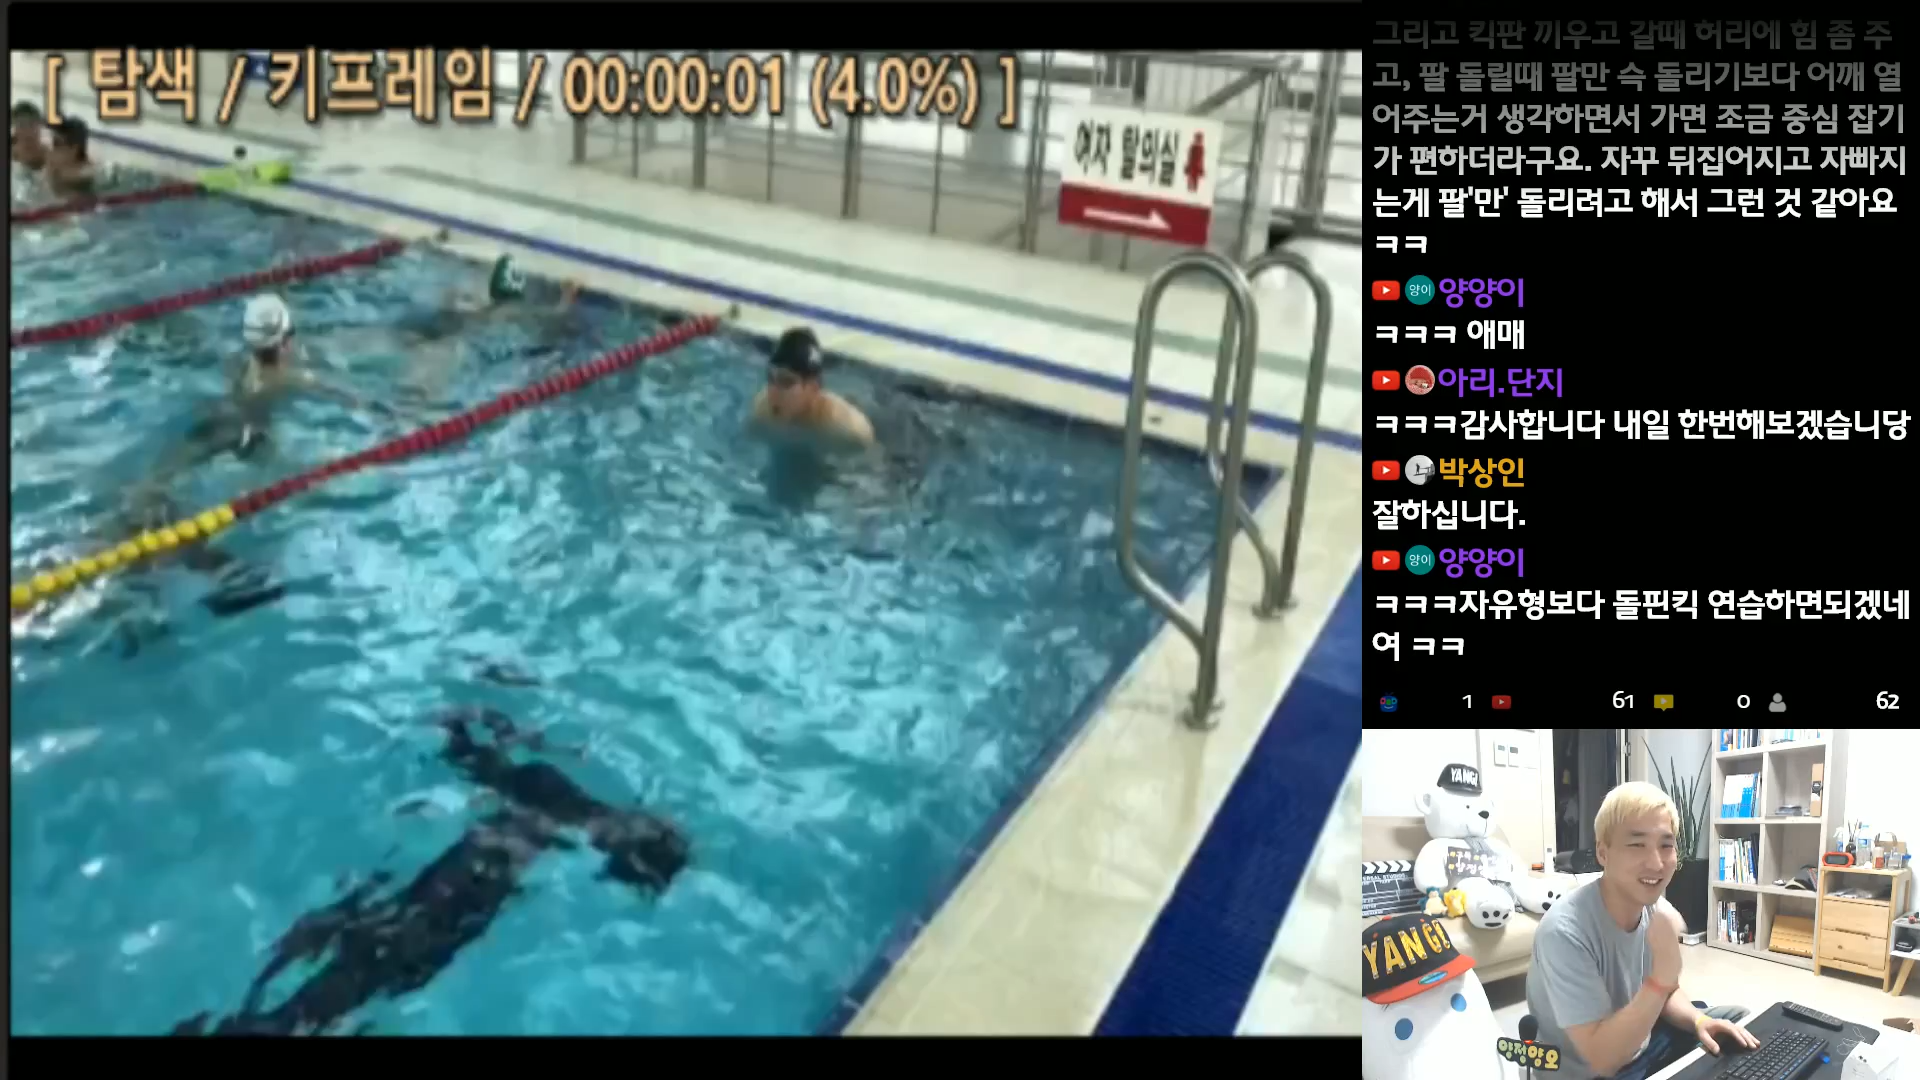 [ 탐색 / 키프레임 / 00:00:01 (4.0%) ]
여자 탈의실
그리고 킥판 끼우고 갈때 허리에 힘 좀 주
고, 팔 돌릴때 팔만 슥 돌리기보다 어깨 열
어주는거 생각하면서 가면 조금 중심 잡기
가 편하더라구요. 자꾸 뒤집어지고 자빠지
는게 팔'만' 돌리려고 해서 그런 것 같아요
ㅋㅋ
양이 양양이
ㅋㅋㅋ 애매
아리.단지
ㅋㅋㅋ감사합니다 내일 한번해보겠습니당
박상인
잘하십니다.
양이 양양이
ㅋㅋㅋ자유형보다 돌핀킥 연습하면되겠네
여 ㅋㅋ
1 61 0 62
YANG!
YANG!
양정양오